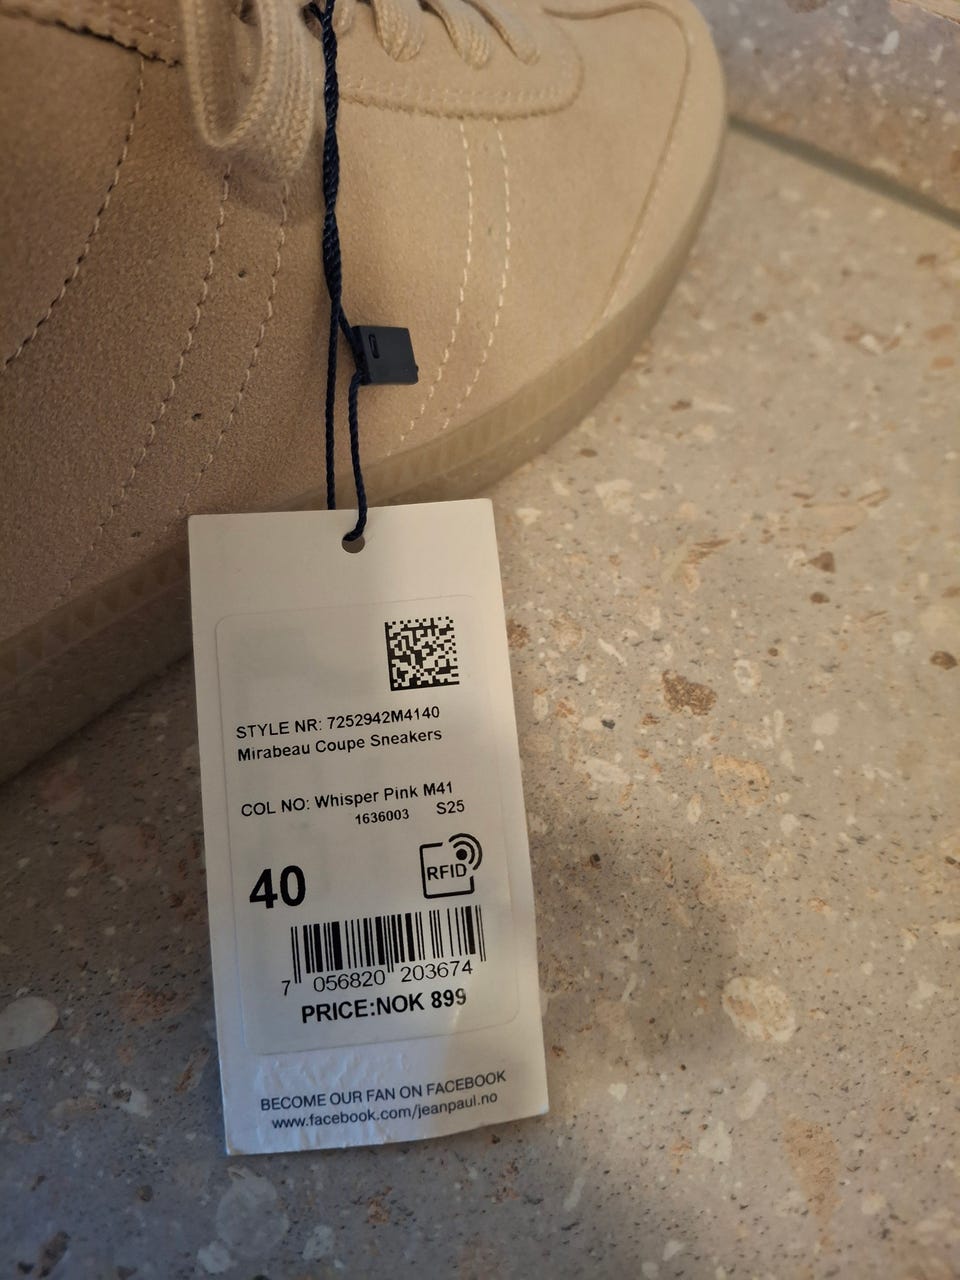 STYLE NR: 7252942M4140
Mirabeau Coupe Sneakers
COL NO: Whisper Pink M41
1636003 S25
40
RFID
7 056820 203674
PRICE:NOK 899
BECOME OUR FAN ON FACEBOOK
www.facebook.com/jeanpaul.no